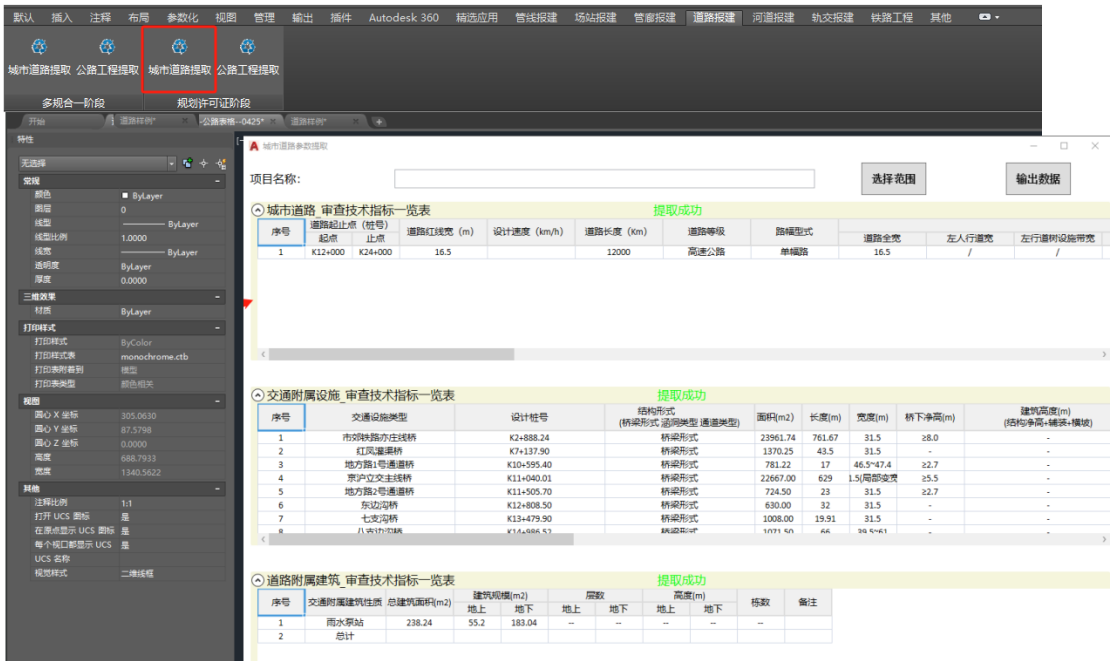 默认 插入 注释 布局 参数化 视图 管理 输出 插件 Autodesk 360 精选应用 管线报建 场站报建 管廊报建 道路报建 河道报建 轨交报建 铁路工程 其他
城市道路提取 公路工程提取 城市道路提取 公路工程提取
多规合一阶段 规划许可证阶段
开始 道路样例* -公路表格--0425* 道路样例*
特性
无选择
常规
颜色 ByLayer
图层 0
线型 ByLayer
线型比例 1.0000
线宽 ByLayer
透明度 ByLayer
厚度 0.0000
三维效果
材质 ByLayer
打印样式
打印样式 ByColor
打印样式表 monochrome.ctb
打印表附着到 模型
打印表类型 颜色相关
视图
圆心 X 坐标 305.0630
圆心 Y 坐标 87.5798
圆心 Z 坐标 0.0000
高度 688.7933
宽度 1340.5622
其他
注释比例 1:1
打开 UCS 图标 是
在原点显示 UCS 图标 是
每个视口都显示 UCS 是
UCS 名称
视觉样式 二维线框
城市道路参数提取
项目名称: 选择范围 输出数据
城市道路_审查技术指标一览表 提取成功
序号 道路起止点（桩号） 道路红线宽（m） 设计速度（km/h） 道路长度（Km） 道路等级 路幅型式
起点 止点 道路全宽 左人行道宽 左行道树设施带宽
1 K12+000 K24+000 16.5 12000 高速公路 单幅路 16.5 / /
交通附属设施_审查技术指标一览表 提取成功
序号 交通设施类型 设计桩号 结构形式 面积(m2) 长度(m) 宽度(m) 桥下净高(m) 建筑高度(m)
(桥梁形式 涵洞类型 通道类型) (结构净高+铺装+横坡)
1 市郊铁路亦庄线桥 K2+888.24 桥梁形式 23961.74 761.67 31.5 ≥8.0 -
2 红凤灌渠桥 K7+137.90 桥梁形式 1370.25 43.5 31.5 - -
3 地方路1号通道桥 K10+595.40 桥梁形式 781.22 17 46.5~47.4 ≥2.7 -
4 京沪立交主线桥 K11+040.01 桥梁形式 22667.00 629 1.5(局部变宽 ≥5.5 -
5 地方路2号通道桥 K11+505.70 桥梁形式 724.50 23 31.5 ≥2.7 -
6 东边沟桥 K12+808.50 桥梁形式 630.00 32 31.5 - -
7 七支沟桥 K13+479.90 桥梁形式 1008.00 19.91 31.5 - -
8 八支边沟桥 K14+986.52 桥梁形式 1071.50 66 39.5~61 - -
道路附属建筑_审查技术指标一览表 提取成功
序号 交通附属建筑性质 总建筑面积(m2) 建筑规模(m2) 层数 高度(m) 栋数 备注
地上 地下 地上 地下 地上 地下
1 雨水泵站 238.24 55.2 183.04 -- -- -- -- --
2 总计